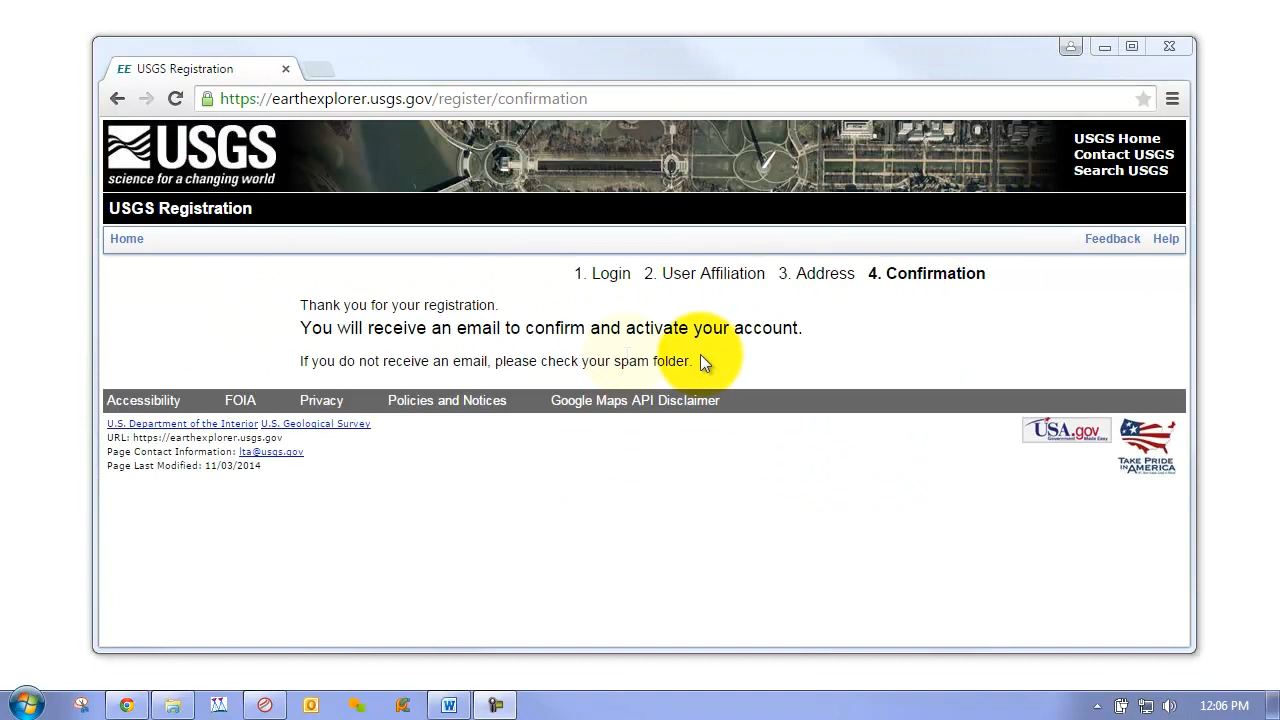 EE USGS Registration
https://earthexplorer.usgs.gov/register/confirmation
USGS
science for a changing world
USGS Home
Contact USGS
Search USGS
USGS Registration
Home Feedback Help
1. Login 2. User Affiliation 3. Address 4. Confirmation
Thank you for your registration.
You will receive an email to confirm and activate your account.
If you do not receive an email, please check your spam folder.
Accessibility FOIA Privacy Policies and Notices Google Maps API Disclaimer
U.S. Department of the Interior U.S. Geological Survey
URL: https://earthexplorer.usgs.gov
Page Contact Information: lta@usgs.gov
Page Last Modified: 11/03/2014
USA.gov
Government Made Easy
TAKE PRIDE
IN AMERICA
12:06 PM